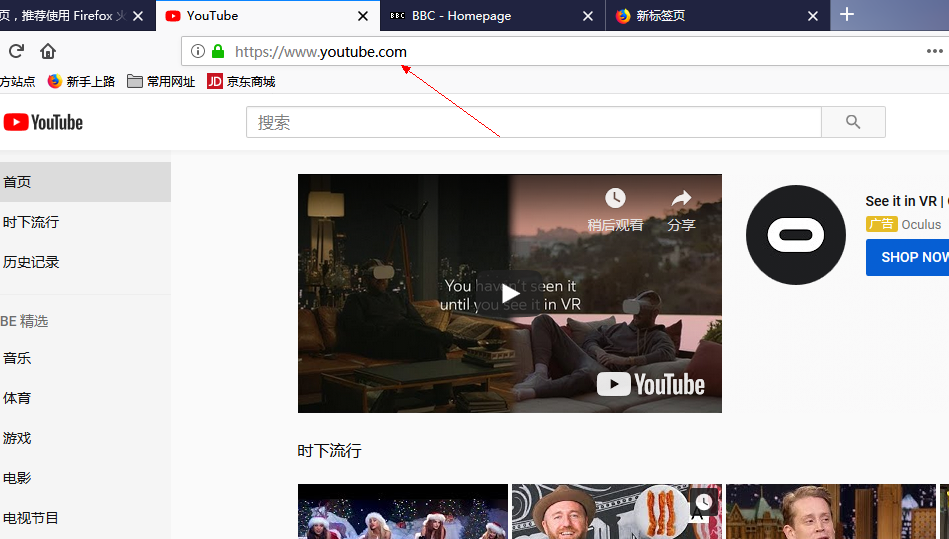 页，推荐使用 Firefox 火
YouTube
BBC
BBC - Homepage
新标签页
https://www.youtube.com
方站点
新手上路
常用网址
JD 京东商城
YouTube
搜索
首页
时下流行
历史记录
BE 精选
音乐
体育
游戏
电影
电视节目
稍后观看
分享
You haven't seen it
until you see it in VR
YouTube
See it in VR |
广告 Oculus
SHOP NOW
时下流行